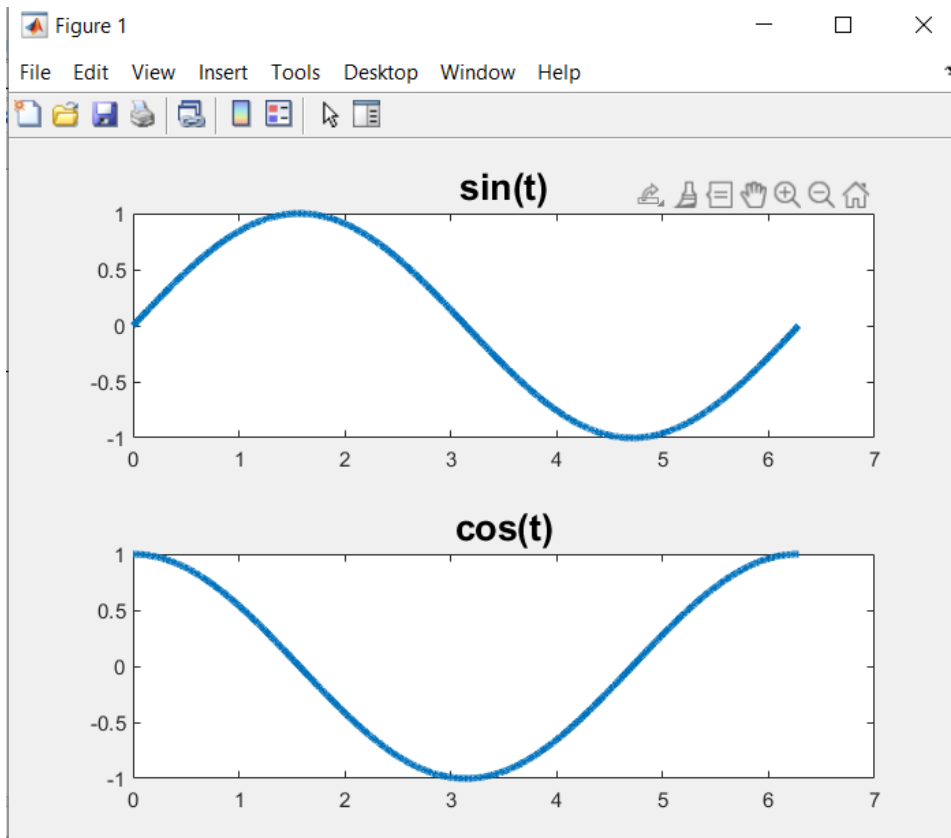 Figure 1
File Edit View Insert Tools Desktop Window Help
sin(t)
1
0.5
0
-0.5
-1
0 1 2 3 4 5 6 7
cos(t)
1
0.5
0
-0.5
-1
0 1 2 3 4 5 6 7